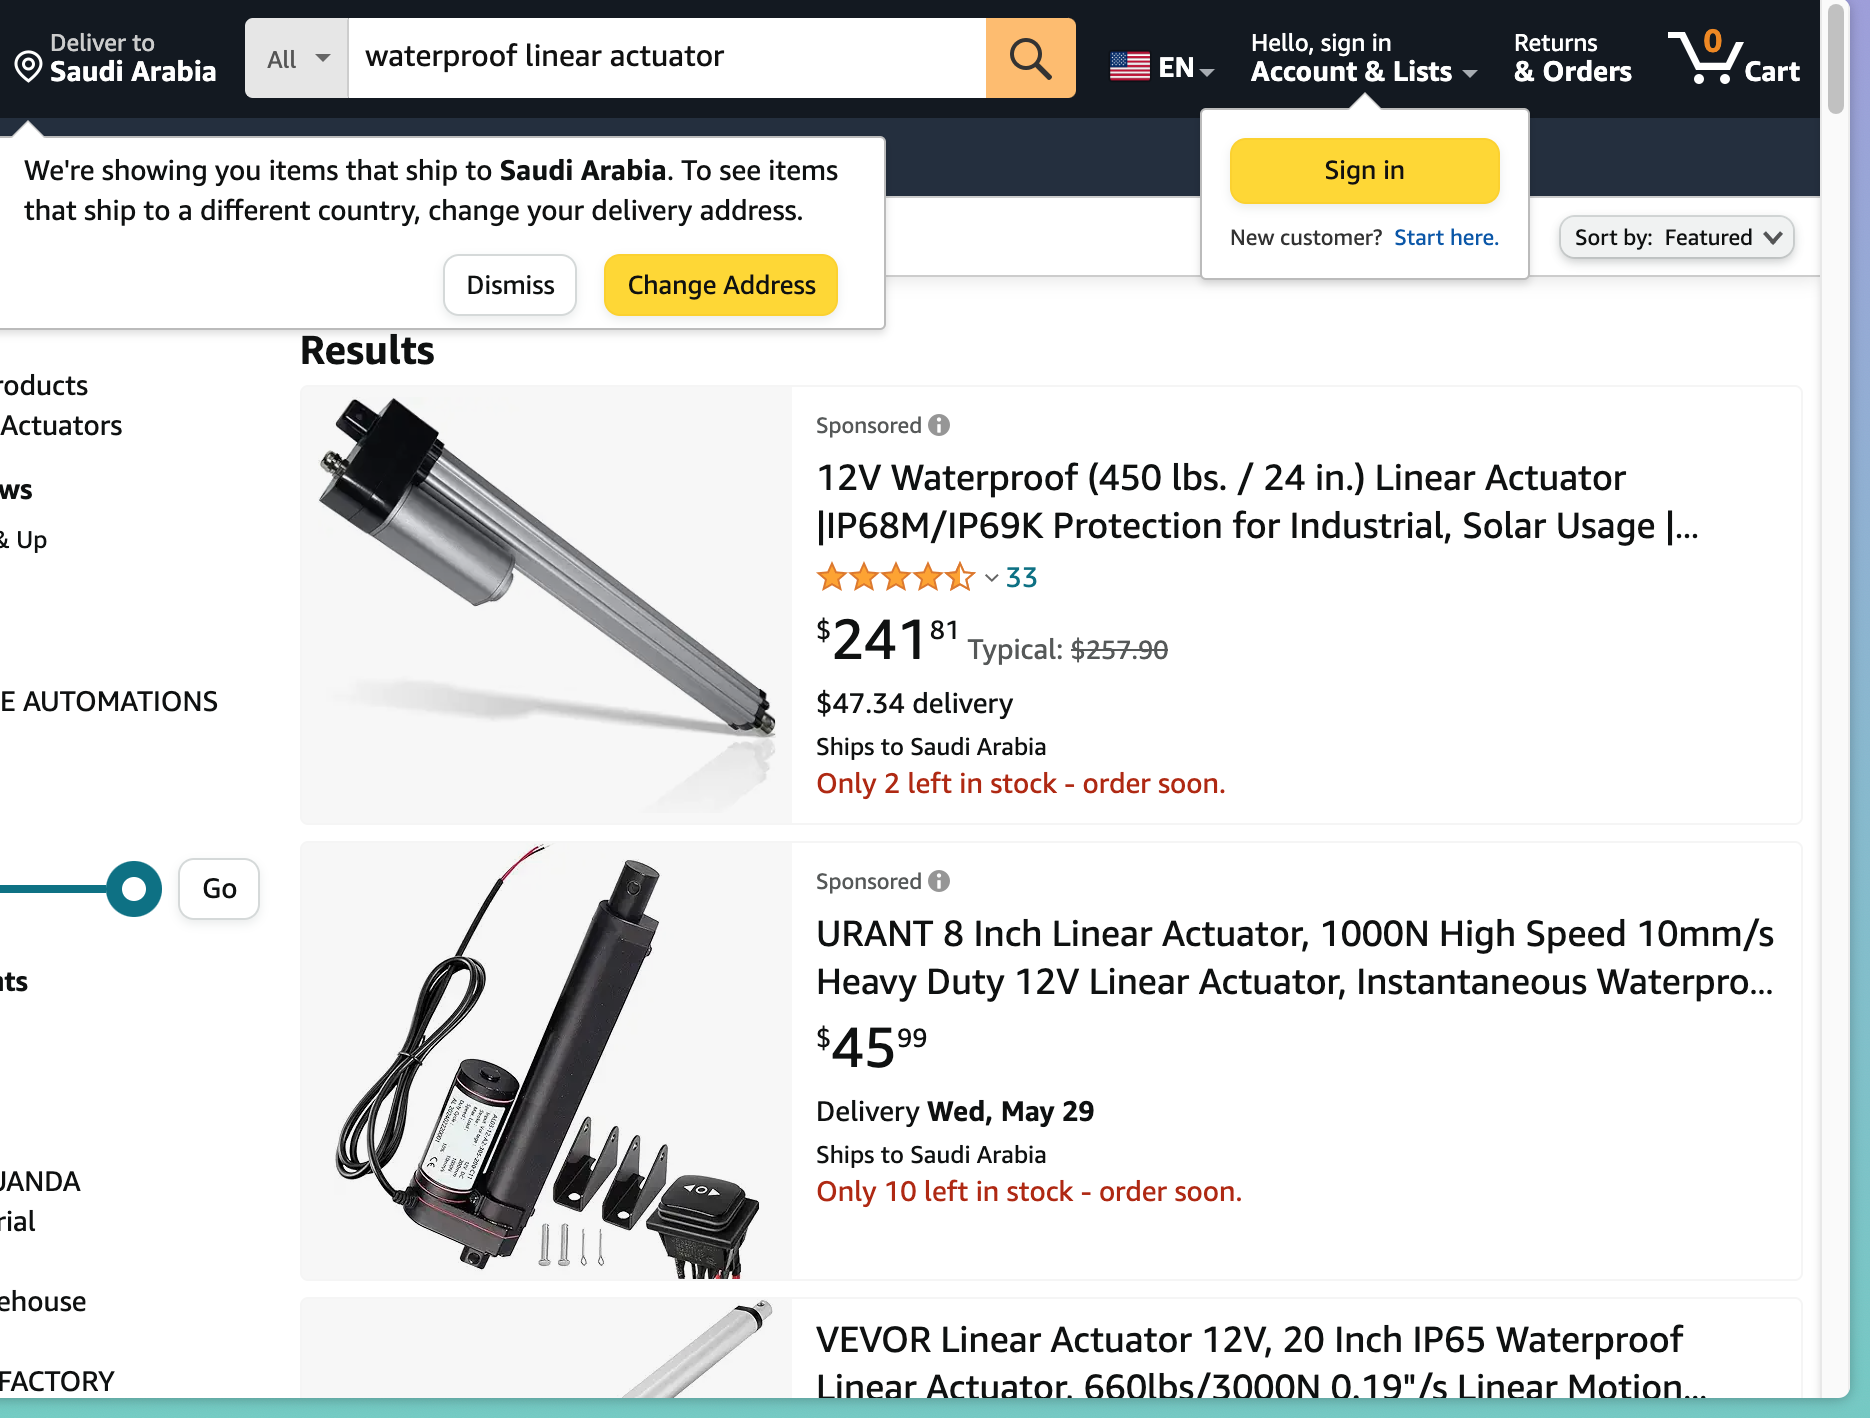 Deliver to
Saudi Arabia
All
waterproof linear actuator
EN
Hello, sign in
Account & Lists
Returns
& Orders
0
Cart
We're showing you items that ship to Saudi Arabia. To see items
that ship to a different country, change your delivery address.
Dismiss
Change Address
Sign in
New customer? Start here.
Sort by: Featured
Results
roducts
Actuators
ws
& Up
E AUTOMATIONS
Go
nts
UANDA
rial
ehouse
FACTORY
Sponsored
12V Waterproof (450 lbs. / 24 in.) Linear Actuator
|IP68M/IP69K Protection for Industrial, Solar Usage |...
33
$241 81 Typical: $257.90
$47.34 delivery
Ships to Saudi Arabia
Only 2 left in stock - order soon.
Sponsored
URANT 8 Inch Linear Actuator, 1000N High Speed 10mm/s
Heavy Duty 12V Linear Actuator, Instantaneous Waterpro...
$45 99
Delivery Wed, May 29
Ships to Saudi Arabia
Only 10 left in stock - order soon.
VEVOR Linear Actuator 12V, 20 Inch IP65 Waterproof
Linear Actuator, 660lbs/3000N 0.19"/s Linear Motion...